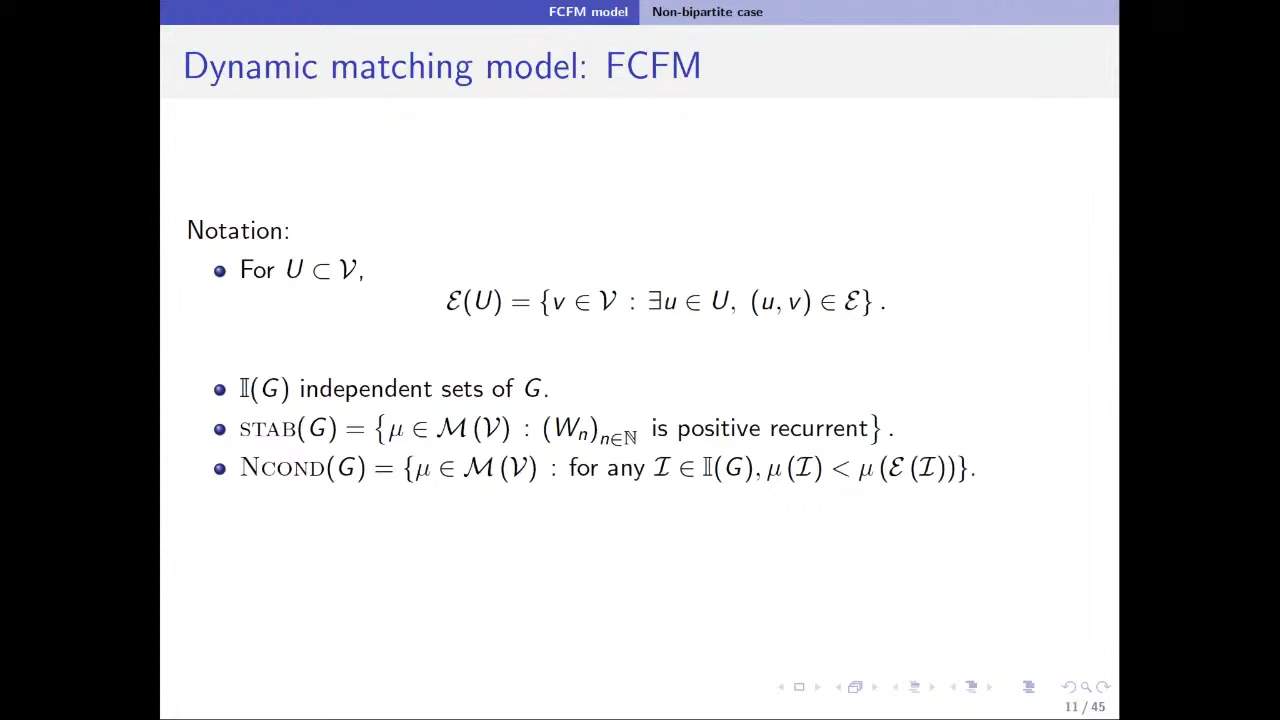 FCFM model Non-bipartite case
Dynamic matching model: FCFM
Notation:
For U ⊂ 𝒱,
ℰ(U) = {v ∈ 𝒱 : ∃u ∈ U, (u, v) ∈ ℰ} .
𝕀(G) independent sets of G.
STAB(G) = {μ ∈ ℳ (𝒱) : (Wₙ)ₙ∈ℕ is positive recurrent} .
NCOND(G) = {μ ∈ ℳ (𝒱) : for any ℐ ∈ 𝕀(G), μ (ℐ) < μ (ℰ (ℐ))}.
11 / 45